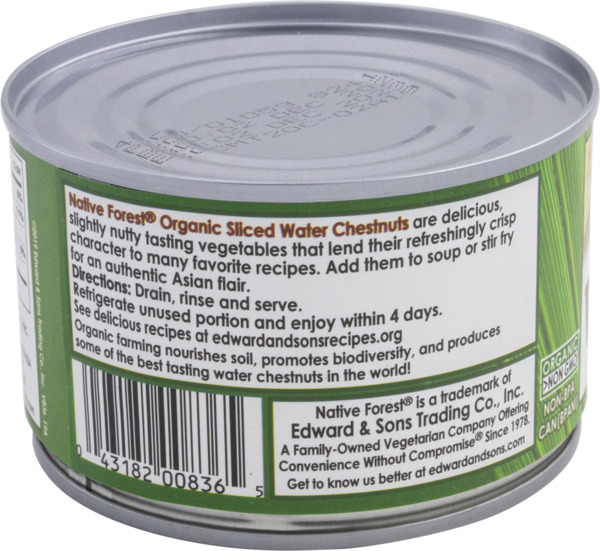 Native Forest® Organic Sliced Water Chestnuts are delicious,
slightly nutty tasting vegetables that lend their refreshingly crisp
character to many favorite recipes. Add them to soup or stir fry
for an authentic Asian flair.
Directions: Drain, rinse and serve.
Refrigerate unused portion and enjoy within 4 days.
See delicious recipes at edwardandsonsrecipes.org
Organic farming nourishes soil, promotes biodiversity, and produces
some of the best tasting water chestnuts in the world!
0 43182 00836 5
Native Forest® is a trademark of
Edward & Sons Trading Co., Inc.
A Family-Owned Vegetarian Company Offering
Convenience Without Compromise® Since 1978.
Get to know us better at edwardandsons.com
ORGANIC
NON GMO
NON-BPA
CAN